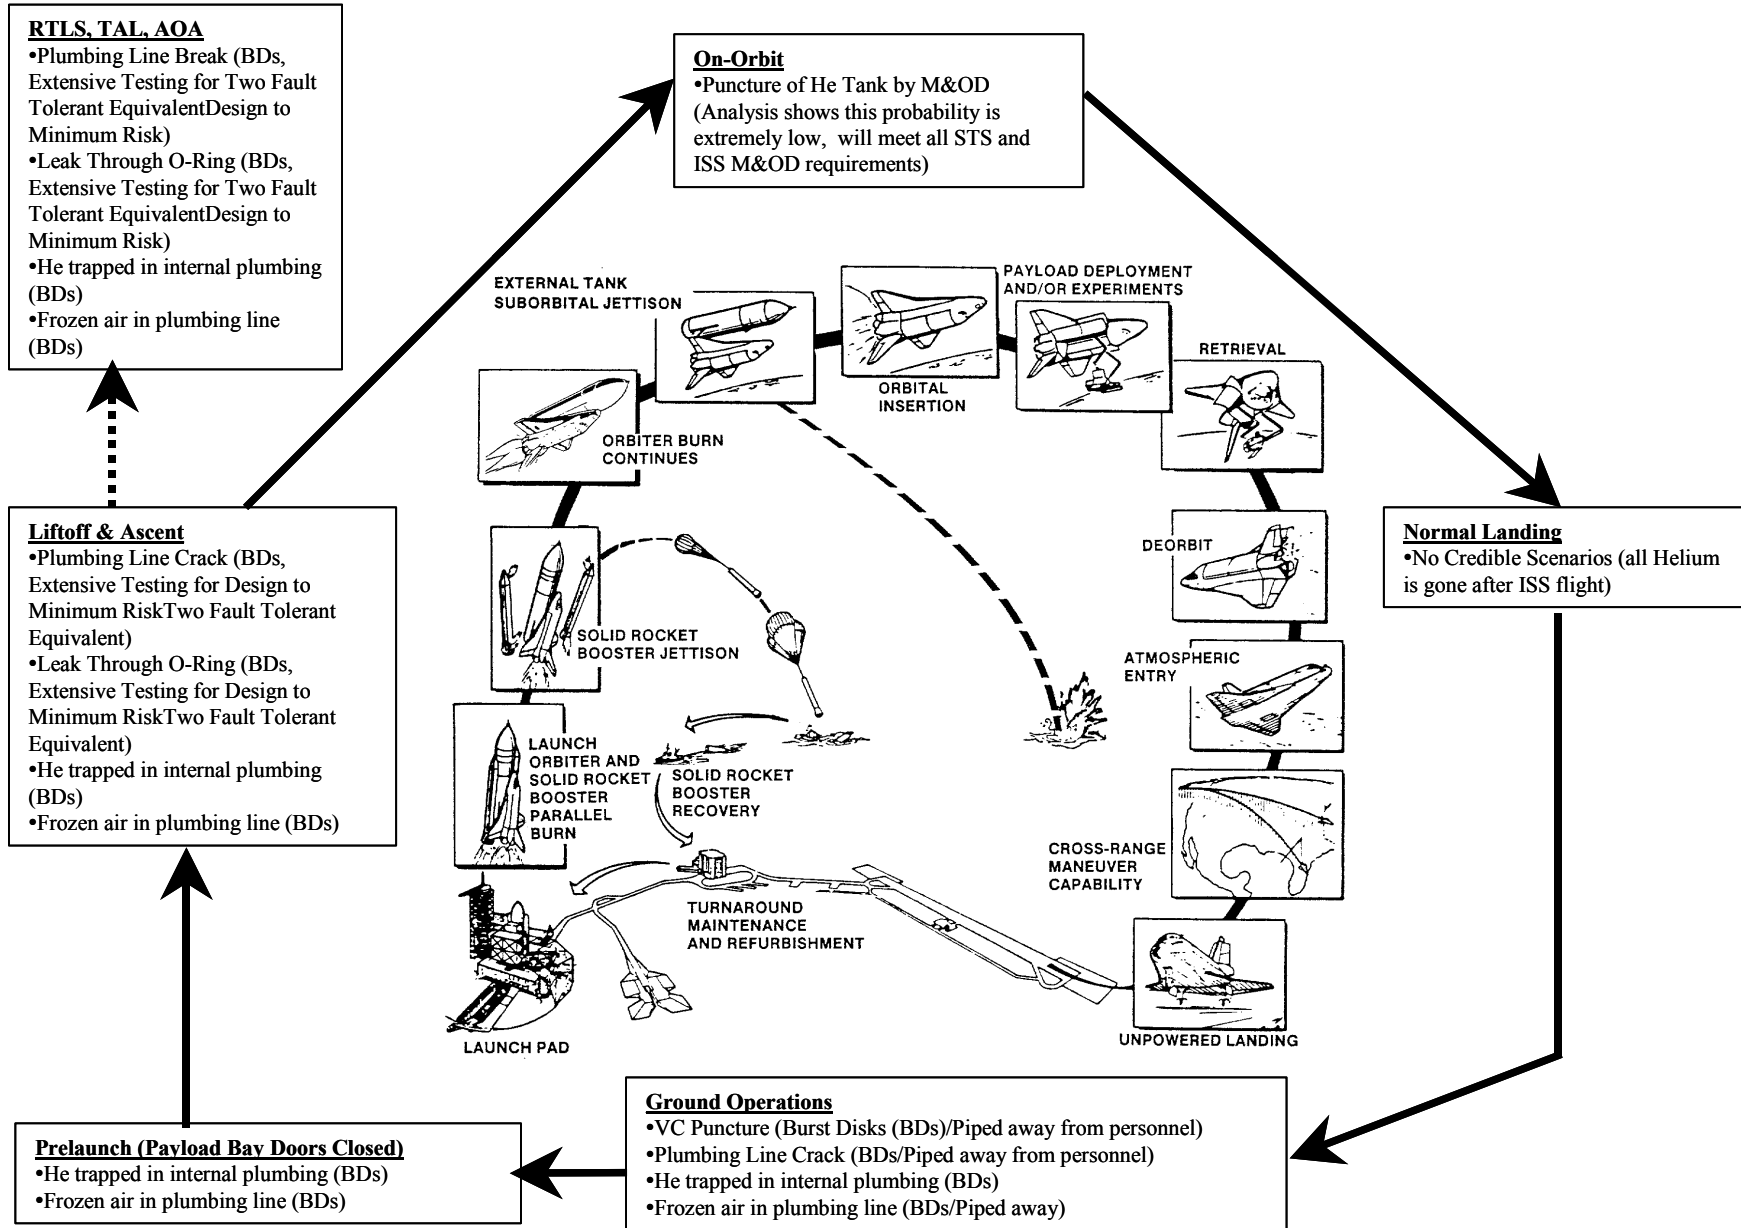 RTLS, TAL, AOA
•Plumbing Line Break (BDs,
Extensive Testing for Two Fault
Tolerant EquivalentDesign to
Minimum Risk)
•Leak Through O-Ring (BDs,
Extensive Testing for Two Fault
Tolerant EquivalentDesign to
Minimum Risk)
•He trapped in internal plumbing
(BDs)
•Frozen air in plumbing line
(BDs)
On-Orbit
•Puncture of He Tank by M&OD
(Analysis shows this probability is
extremely low,  will meet all STS and
ISS M&OD requirements)
EXTERNAL TANK
SUBORBITAL JETTISON
PAYLOAD DEPLOYMENT
AND/OR EXPERIMENTS
RETRIEVAL
ORBITAL
INSERTION
ORBITER BURN
CONTINUES
Liftoff & Ascent
•Plumbing Line Crack (BDs,
Extensive Testing for Design to
Minimum RiskTwo Fault Tolerant
Equivalent)
•Leak Through O-Ring (BDs,
Extensive Testing for Design to
Minimum RiskTwo Fault Tolerant
Equivalent)
•He trapped in internal plumbing
(BDs)
•Frozen air in plumbing line (BDs)
DEORBIT
Normal Landing
•No Credible Scenarios (all Helium
is gone after ISS flight)
SOLID ROCKET
BOOSTER JETTISON
ATMOSPHERIC
ENTRY
LAUNCH
ORBITER AND
SOLID ROCKET
BOOSTER
PARALLEL
BURN
SOLID ROCKET
BOOSTER
RECOVERY
CROSS-RANGE
MANEUVER
CAPABILITY
TURNAROUND
MAINTENANCE
AND REFURBISHMENT
LAUNCH PAD
UNPOWERED LANDING
Ground Operations
•VC Puncture (Burst Disks (BDs)/Piped away from personnel)
•Plumbing Line Crack (BDs/Piped away from personnel)
•He trapped in internal plumbing (BDs)
•Frozen air in plumbing line (BDs/Piped away)
Prelaunch (Payload Bay Doors Closed)
•He trapped in internal plumbing (BDs)
•Frozen air in plumbing line (BDs)